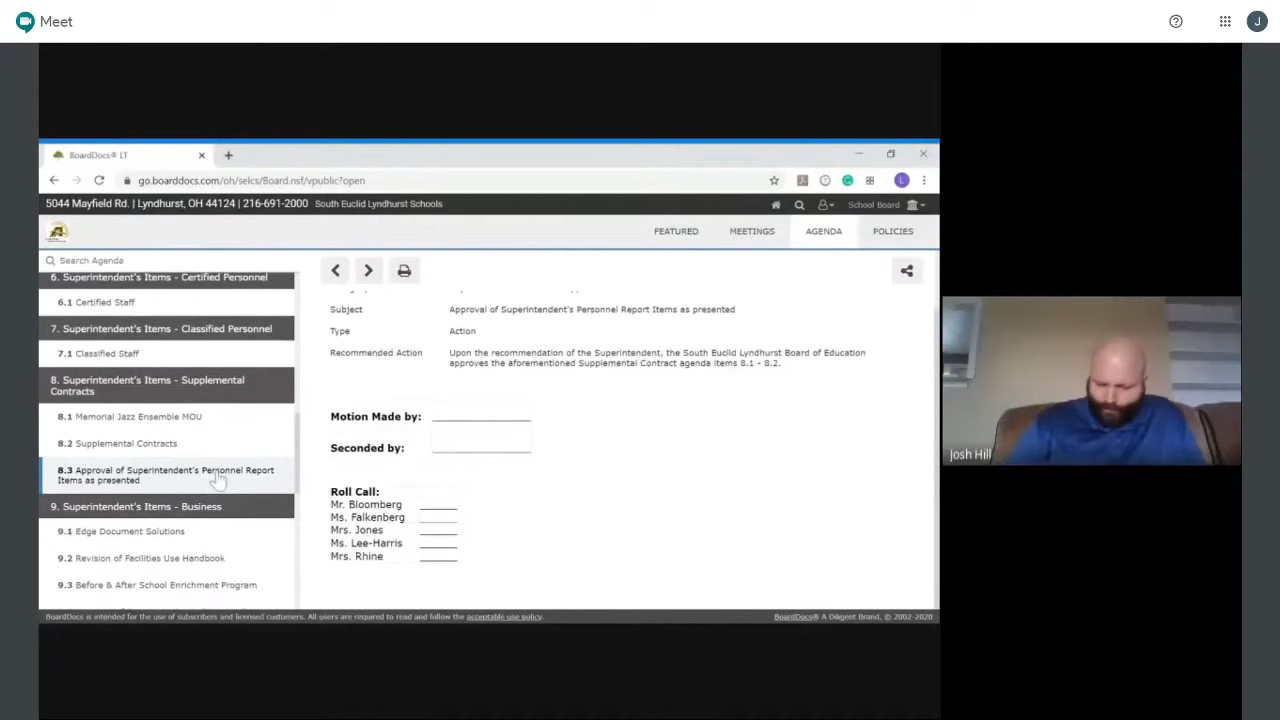 Meet
BoardDocs® LT
go.boarddocs.com/oh/selcs/Board.nsf/vpublic?open
L
J
5044 Mayfield Rd. | Lyndhurst, OH 44124 | 216-691-2000 South Euclid Lyndhurst Schools
School Board
FEATURED MEETINGS AGENDA POLICIES
Search Agenda
6. Superintendent's Items - Certified Personnel
6.1 Certified Staff
7. Superintendent's Items - Classified Personnel
7.1 Classified Staff
8. Superintendent's Items - Supplemental
Contracts
8.1 Memorial Jazz Ensemble MOU
8.2 Supplemental Contracts
8.3 Approval of Superintendent's Personnel Report
Items as presented
9. Superintendent's Items - Business
9.1 Edge Document Solutions
9.2 Revision of Facilities Use Handbook
9.3 Before & After School Enrichment Program
Subject Approval of Superintendent's Personnel Report Items as presented
Type Action
Recommended Action Upon the recommendation of the Superintendent, the South Euclid Lyndhurst Board of Education
approves the aforementioned Supplemental Contract agenda items 8.1 - 8.2.
Motion Made by:
Seconded by:
Roll Call:
Mr. Bloomberg
Ms. Falkenberg
Mrs. Jones
Ms. Lee-Harris
Mrs. Rhine
BoardDocs is intended for the use of subscribers and licensed customers. All users are required to read and follow the acceptable use policy.
BoardDocs® A Diligent Brand, © 2002-2020
Josh Hill